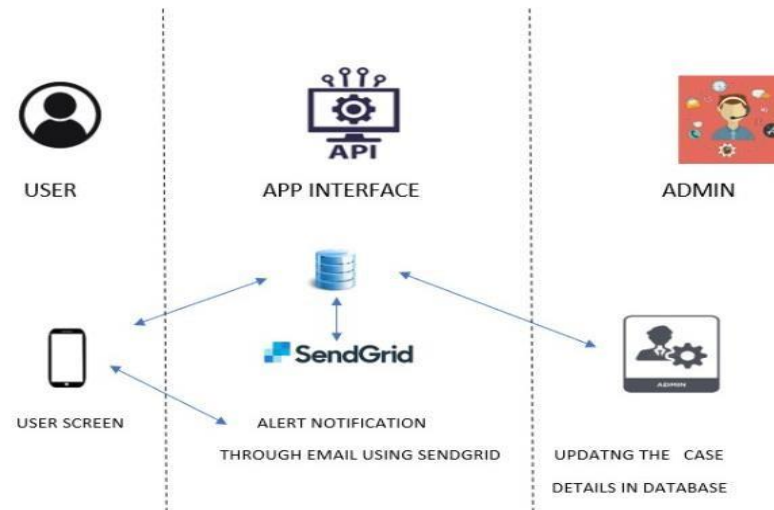 API
USER
APP INTERFACE
ADMIN
SendGrid
ADMIN
USER SCREEN
ALERT NOTIFICATION
THROUGH EMAIL USING SENDGRID
UPDATNG THE CASE
DETAILS IN DATABASE